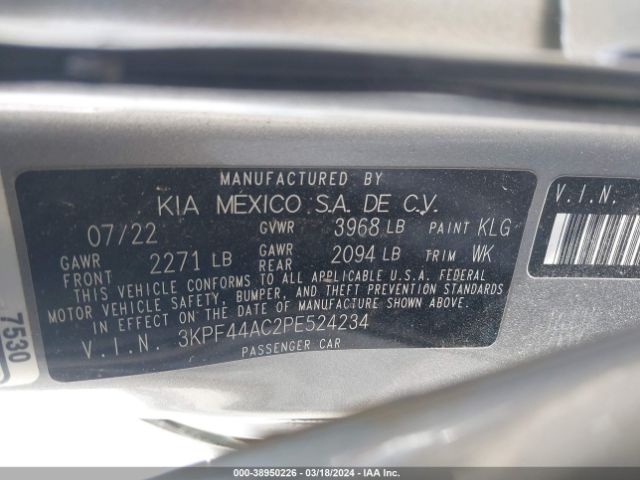 MANUFACTURED BY
KIA MEXICO S.A. DE C.V.
07/22 GVWR 3968 LB PAINT KLG
GAWR FRONT 2271 LB GAWR REAR 2094 LB TRIM WK
THIS VEHICLE CONFORMS TO ALL APPLICABLE U.S.A. FEDERAL
MOTOR VEHICLE SAFETY, BUMPER, AND THEFT PREVENTION STANDARDS
IN EFFECT ON THE DATE OF MANUFACTURE SHOWN ABOVE.
V.I.N. 3KPF44AC2PE524234
PASSENGER CAR
V.I.N.
7530
000-38950226 - 03/18/2024 - IAA Inc.